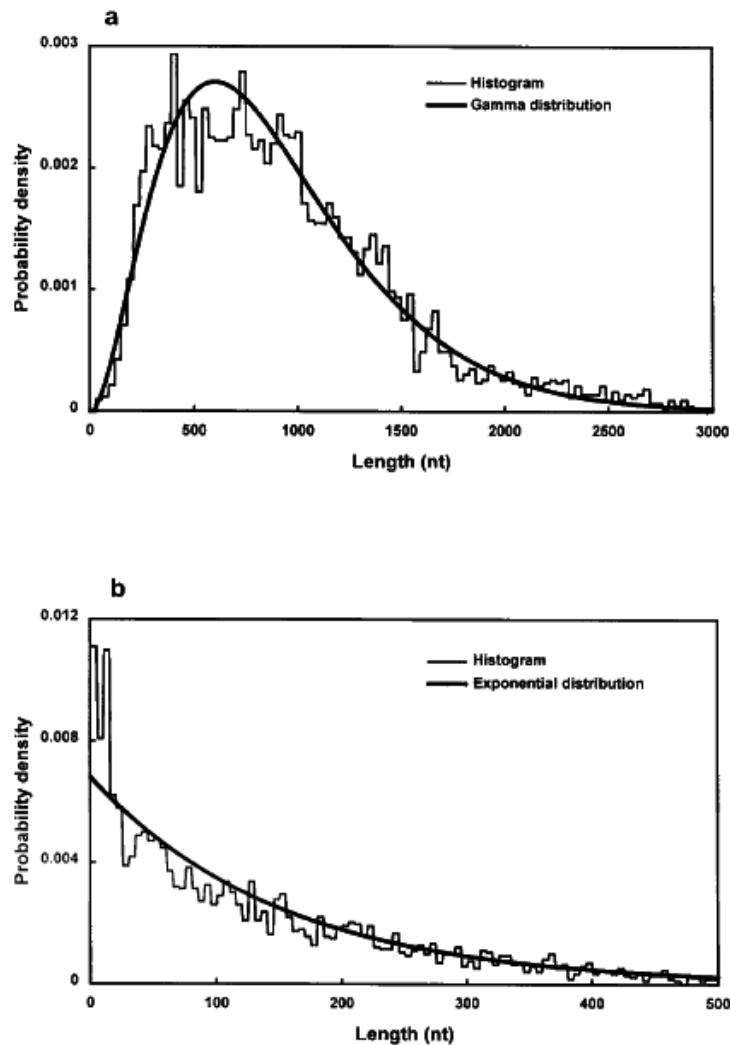 a
0.003
Histogram
Gamma distribution
0.002
Probability density
0.001
0
0 500 1000 1500 2000 2500 3000
Length (nt)
b
0.012
Histogram
Exponential distribution
0.008
Probability density
0.004
0
0 100 200 300 400 500
Length (nt)